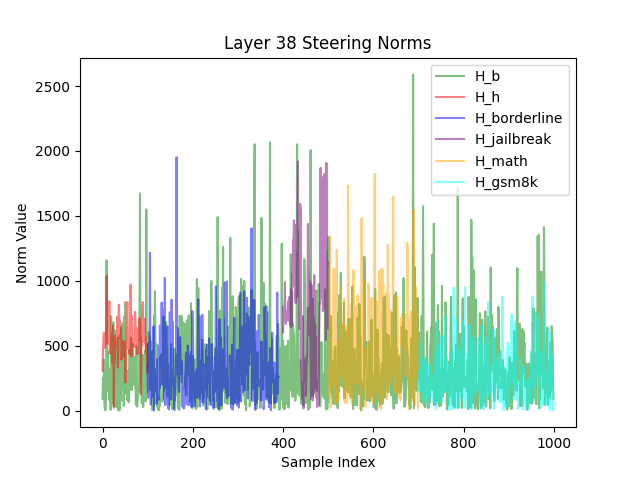 Layer 38 Steering Norms
H_b
H_h
H_borderline
H_jailbreak
H_math
H_gsm8k
Norm Value
2500
2000
1500
1000
500
0
0 200 400 600 800 1000
Sample Index